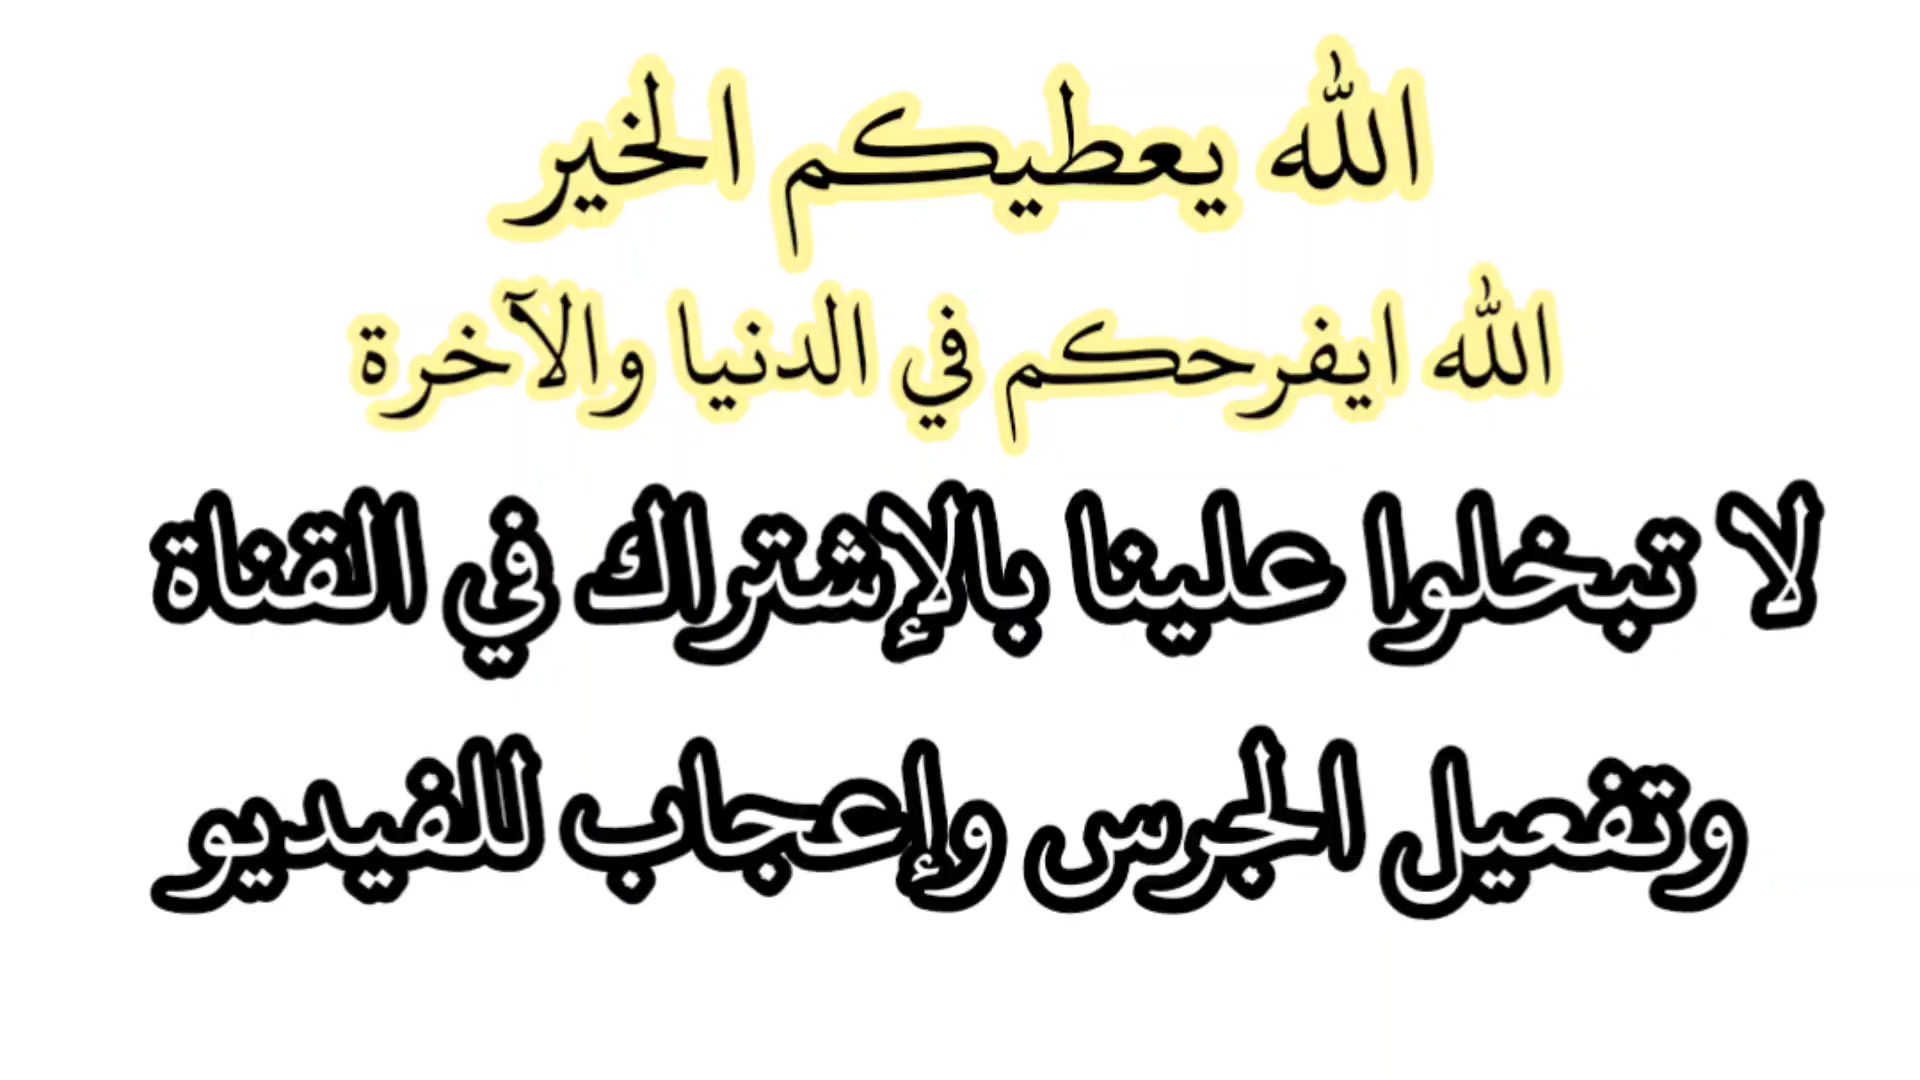 الله يعطيكم الخير
الله ايفرحكم في الدنيا والآخرة
لا تبخلوا علينا بالإشتراك في القناة
وتفعيل الجرس وإعجاب للفيديو